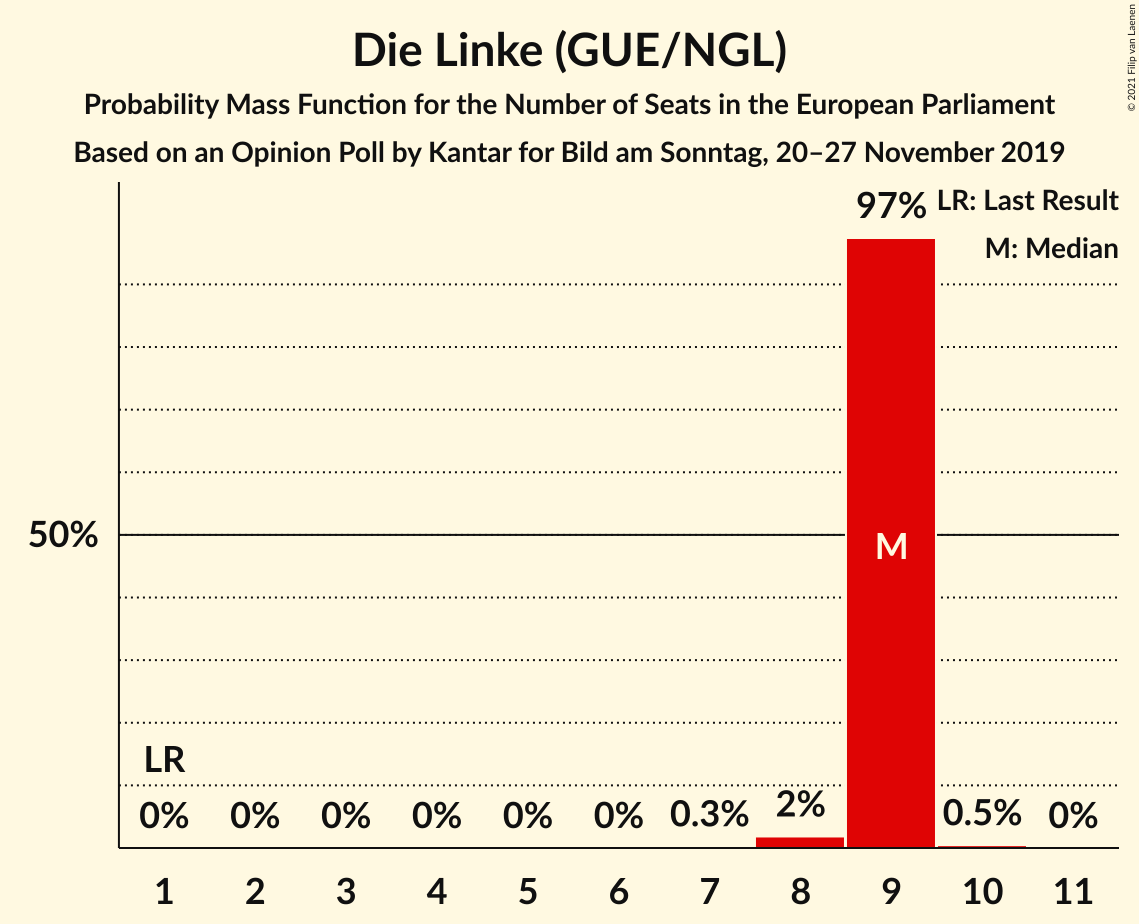 Die Linke (GUE/NGL)
Probability Mass Function for the Number of Seats in the European Parliament
Based on an Opinion Poll by Kantar for Bild am Sonntag, 20–27 November 2019
© 2021 Filip van Laenen
97%
LR: Last Result
M: Median
50%
M
LR
0% 0% 0% 0% 0% 0% 0.3% 2% 0.5% 0%
1 2 3 4 5 6 7 8 9 10 11